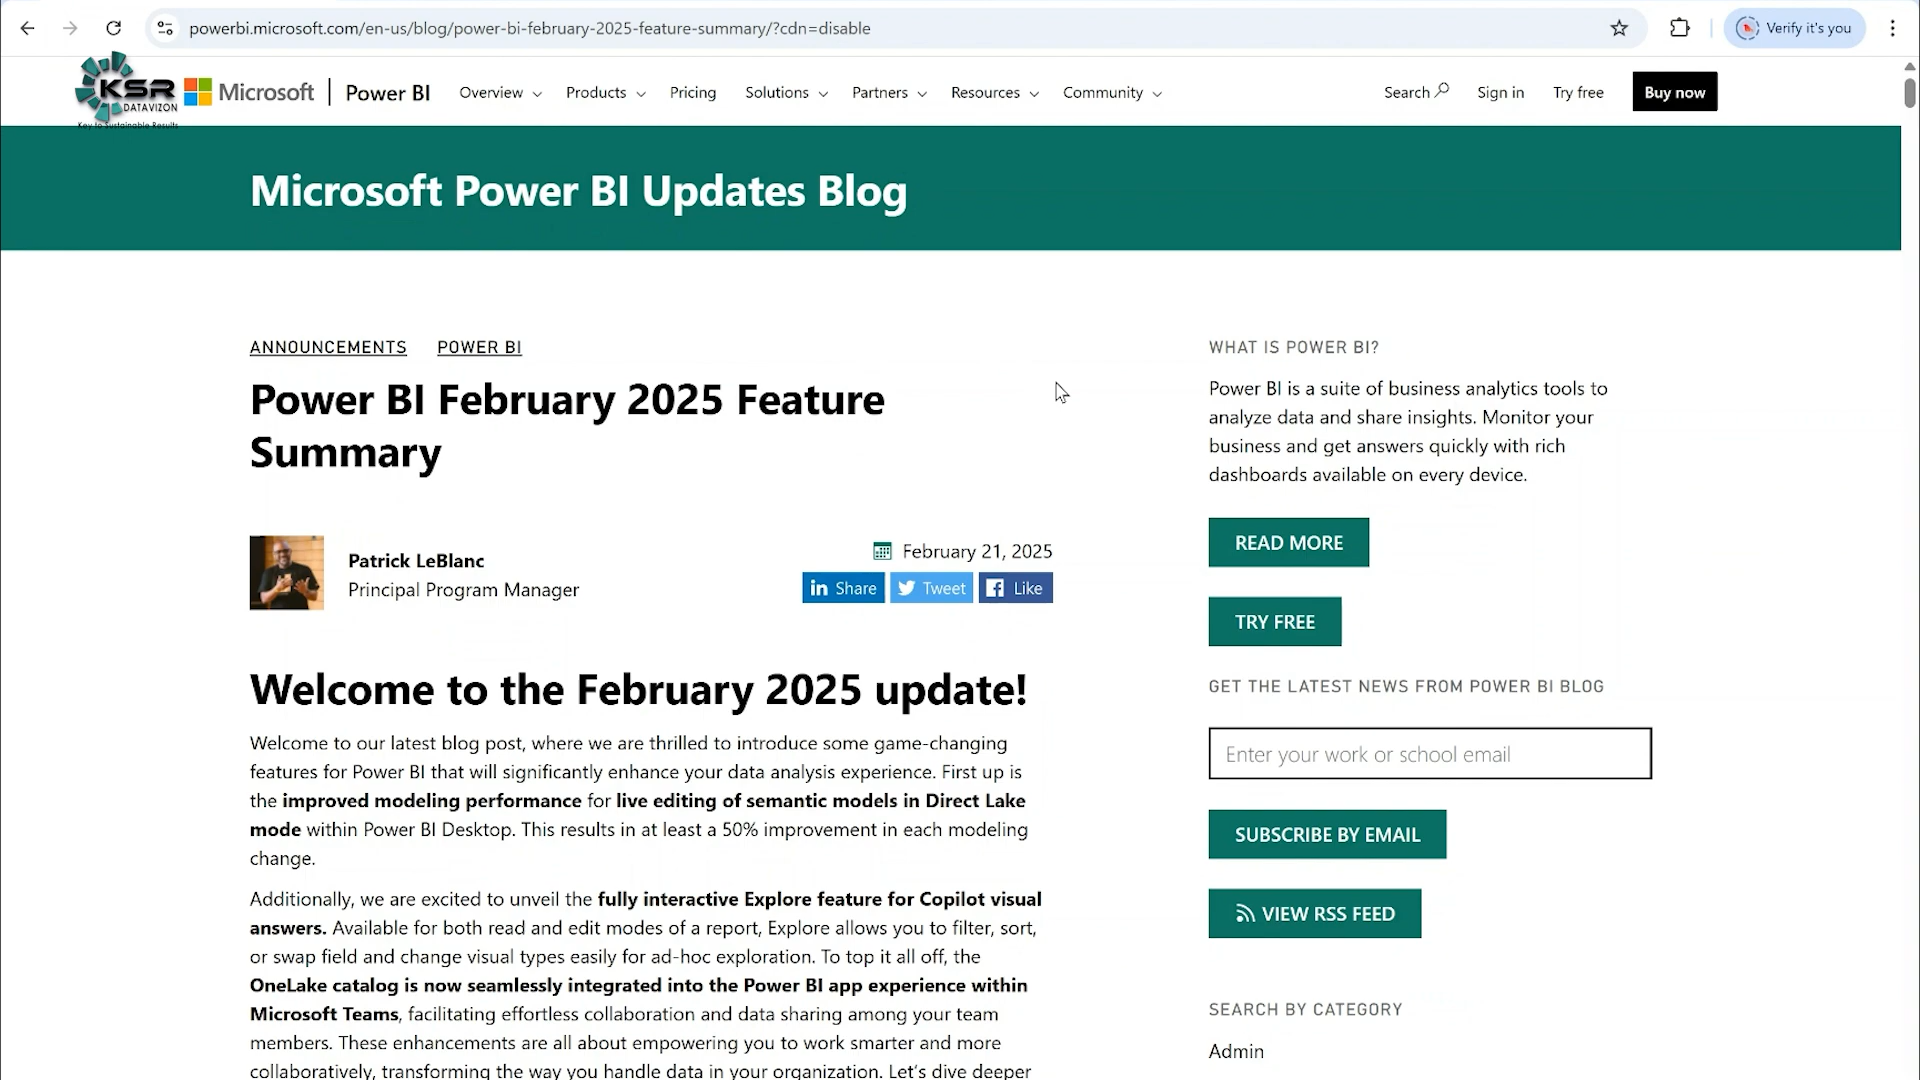 powerbi.microsoft.com/en-us/blog/power-bi-february-2025-feature-summary/?cdn=disable
Verify it's you
KSR
DATAVIZON
Key to Sustainable Results
Microsoft
Power BI
Overview
Products
Pricing
Solutions
Partners
Resources
Community
Search
Sign in
Try free
Buy now
Microsoft Power BI Updates Blog
ANNOUNCEMENTS
POWER BI
Power BI February 2025 Feature
Summary
Patrick LeBlanc
Principal Program Manager
February 21, 2025
in Share
Tweet
Like
Welcome to the February 2025 update!
Welcome to our latest blog post, where we are thrilled to introduce some game-changing
features for Power BI that will significantly enhance your data analysis experience. First up is
the improved modeling performance for live editing of semantic models in Direct Lake
mode within Power BI Desktop. This results in at least a 50% improvement in each modeling
change.
Additionally, we are excited to unveil the fully interactive Explore feature for Copilot visual
answers. Available for both read and edit modes of a report, Explore allows you to filter, sort,
or swap field and change visual types easily for ad-hoc exploration. To top it all off, the
OneLake catalog is now seamlessly integrated into the Power BI app experience within
Microsoft Teams, facilitating effortless collaboration and data sharing among your team
members. These enhancements are all about empowering you to work smarter and more
collaboratively, transforming the way you handle data in your organization. Let's dive deeper
WHAT IS POWER BI?
Power BI is a suite of business analytics tools to
analyze data and share insights. Monitor your
business and get answers quickly with rich
dashboards available on every device.
READ MORE
TRY FREE
GET THE LATEST NEWS FROM POWER BI BLOG
Enter your work or school email
SUBSCRIBE BY EMAIL
VIEW RSS FEED
SEARCH BY CATEGORY
Admin